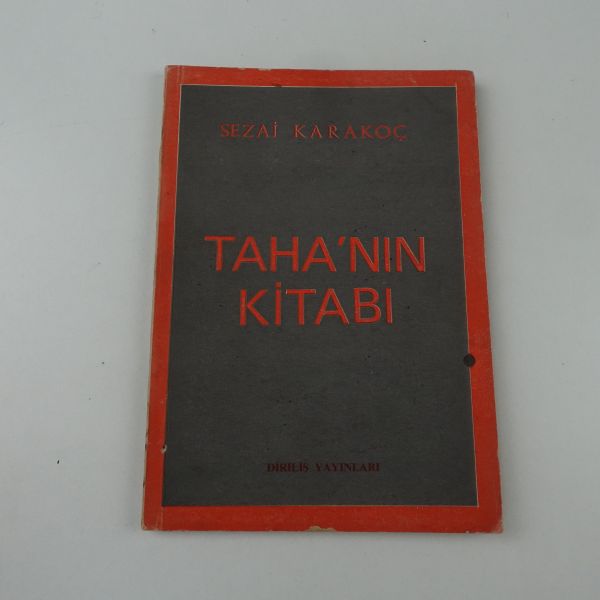 SEZAİ KARAKOÇ
TAHA'NIN
KİTABI
DİRİLİŞ YAYINLARI